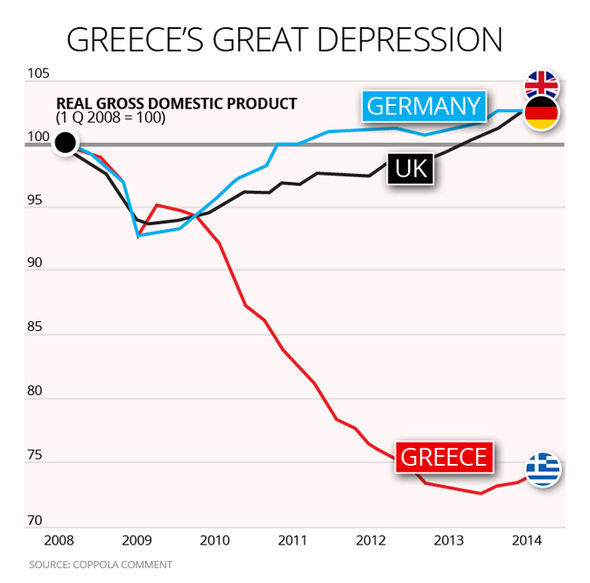 GREECE'S GREAT DEPRESSION
105
REAL GROSS DOMESTIC PRODUCT
(1 Q 2008 = 100)
GERMANY
100
UK
95
90
85
80
GREECE
75
70
2008 2009 2010 2011 2012 2013 2014
SOURCE: COPPOLA COMMENT